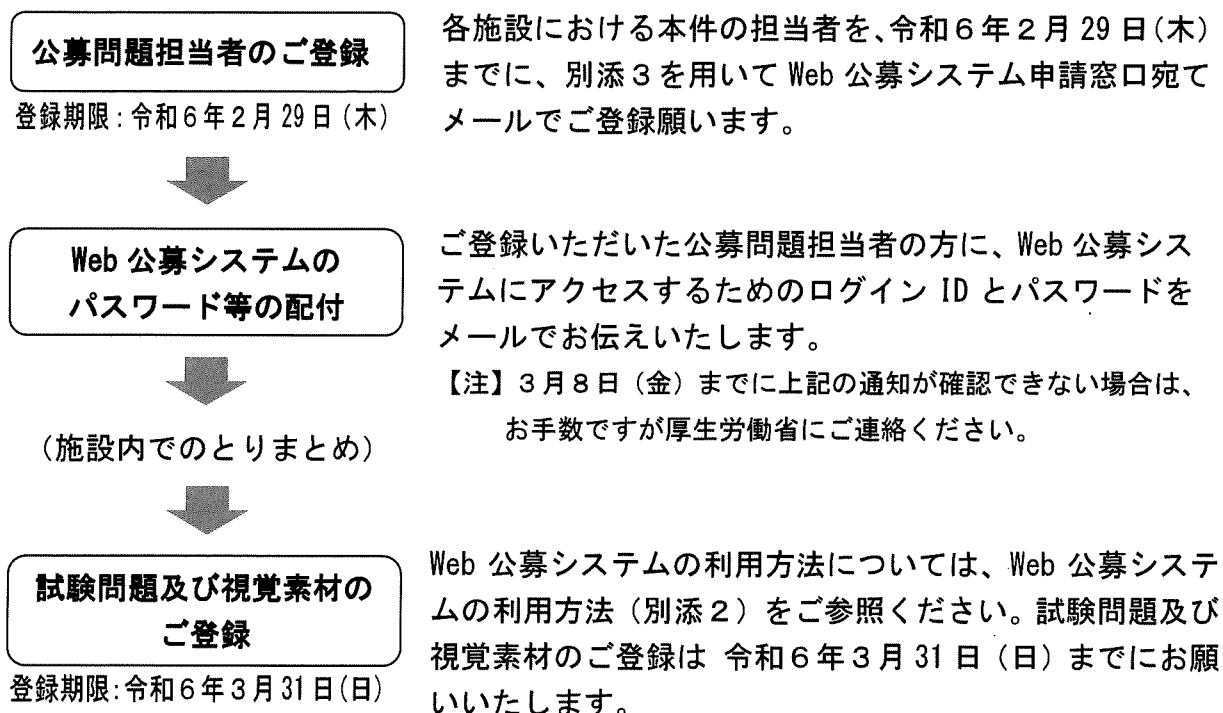 公募問題担当者のご登録
登録期限:令和6年2月29日(木)
各施設における本件の担当者を、令和6年2月29日(木)
までに、別添3を用いてWeb公募システム申請窓口宛て
メールでご登録願います。
Web公募システムの
パスワード等の配付
ご登録いただいた公募問題担当者の方に、Web公募シス
テムにアクセスするためのログインIDとパスワードを
メールでお伝えいたします。
【注】3月8日(金)までに上記の通知が確認できない場合は、
お手数ですが厚生労働省にご連絡ください。
(施設内でのとりまとめ)
試験問題及び視覚素材の
ご登録
登録期限:令和6年3月31日(日)
Web公募システムの利用方法については、Web公募システ
ムの利用方法(別添2)をご参照ください。試験問題及び
視覚素材のご登録は 令和6年3月31日(日)までにお願
いいたします。